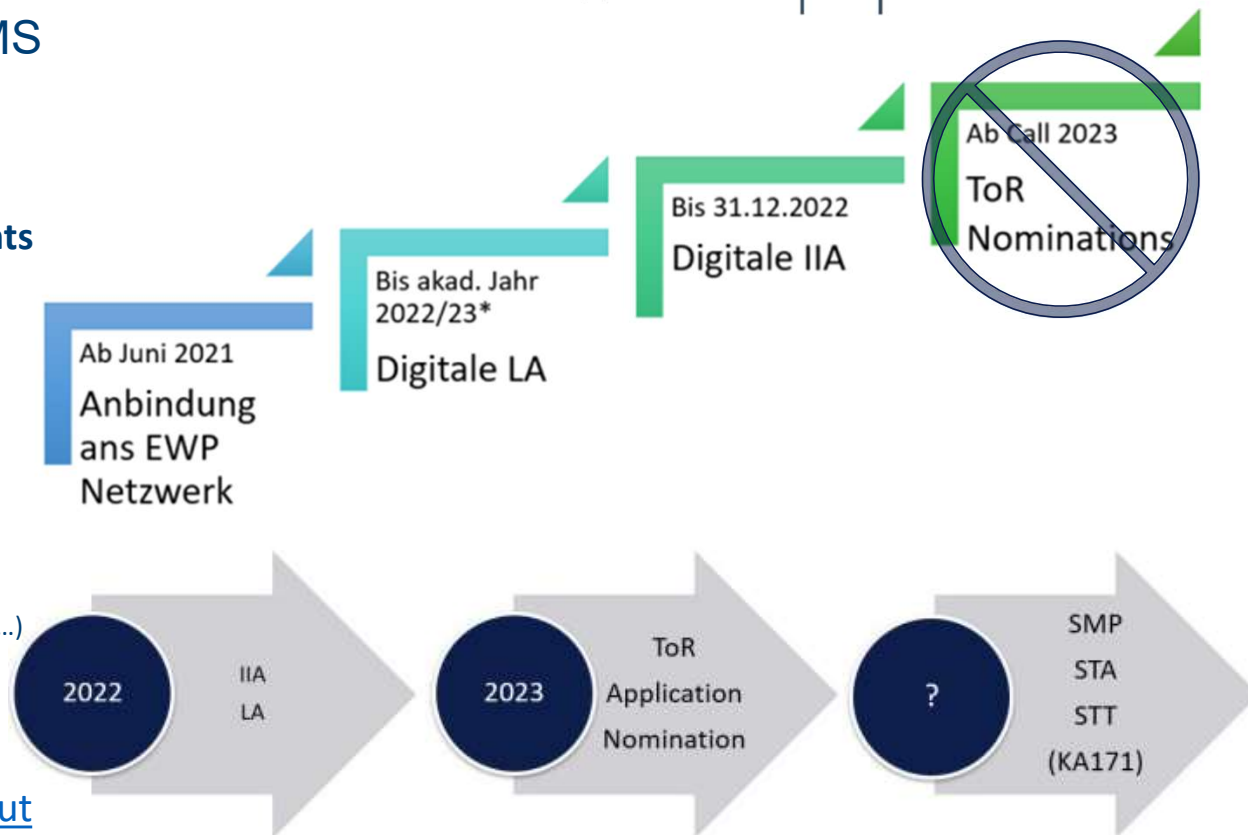 MS
Ab Call 2023
ToR
Nominations
Bis 31.12.2022
Digitale IIA
Bis akad. Jahr
2022/23*
Digitale LA
Ab Juni 2021
Anbindung
ans EWP
Netzwerk
ts
...)
2022
IIA
LA
2023
ToR
Application
Nomination
?
SMP
STA
STT
(KA171)
ut